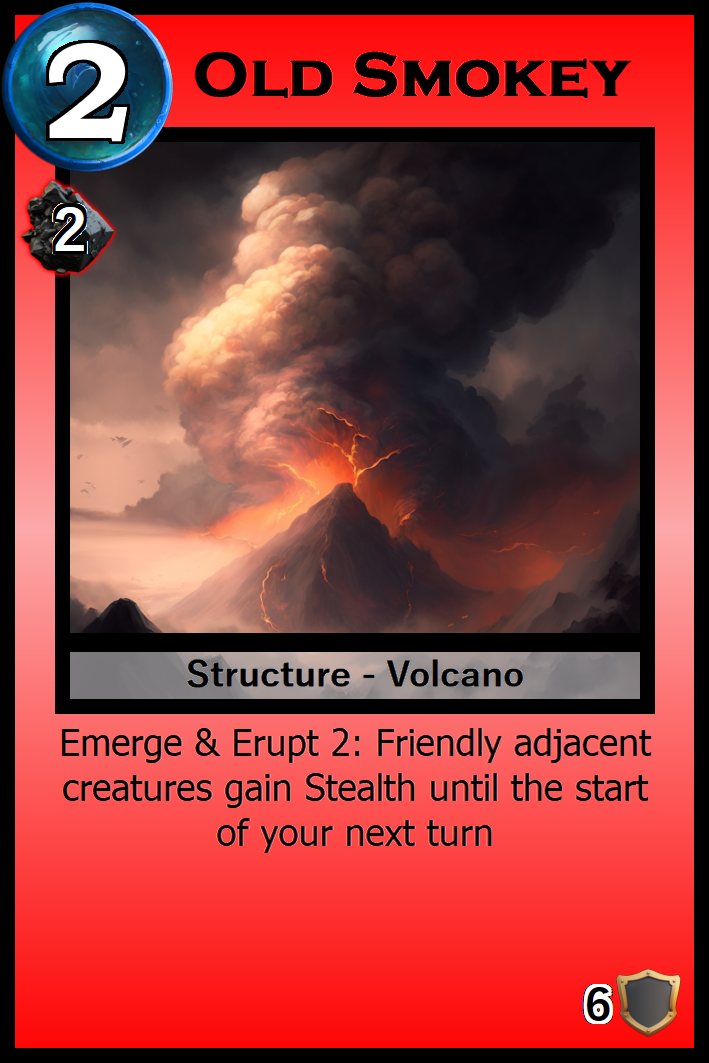 2
Old Smokey
2
Structure - Volcano
Emerge & Erupt 2: Friendly adjacent
creatures gain Stealth until the start
of your next turn
6